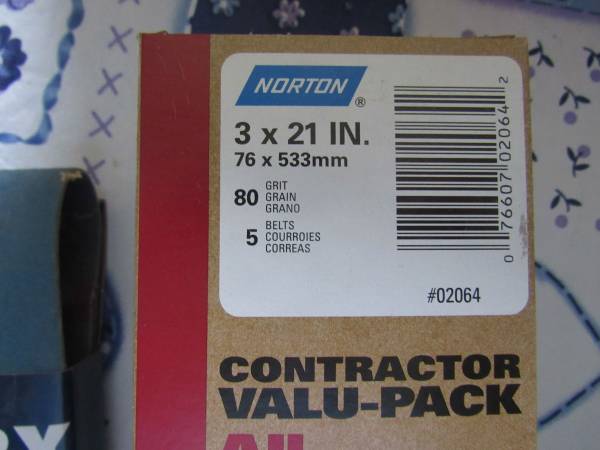 NORTON ®
3 x 21 IN.
76 x 533mm
80 GRIT
GRAIN
GRANO
5 BELTS
COURROIES
CORREAS
0 76607 02064 2
#02064
CONTRACTOR
VALU-PACK